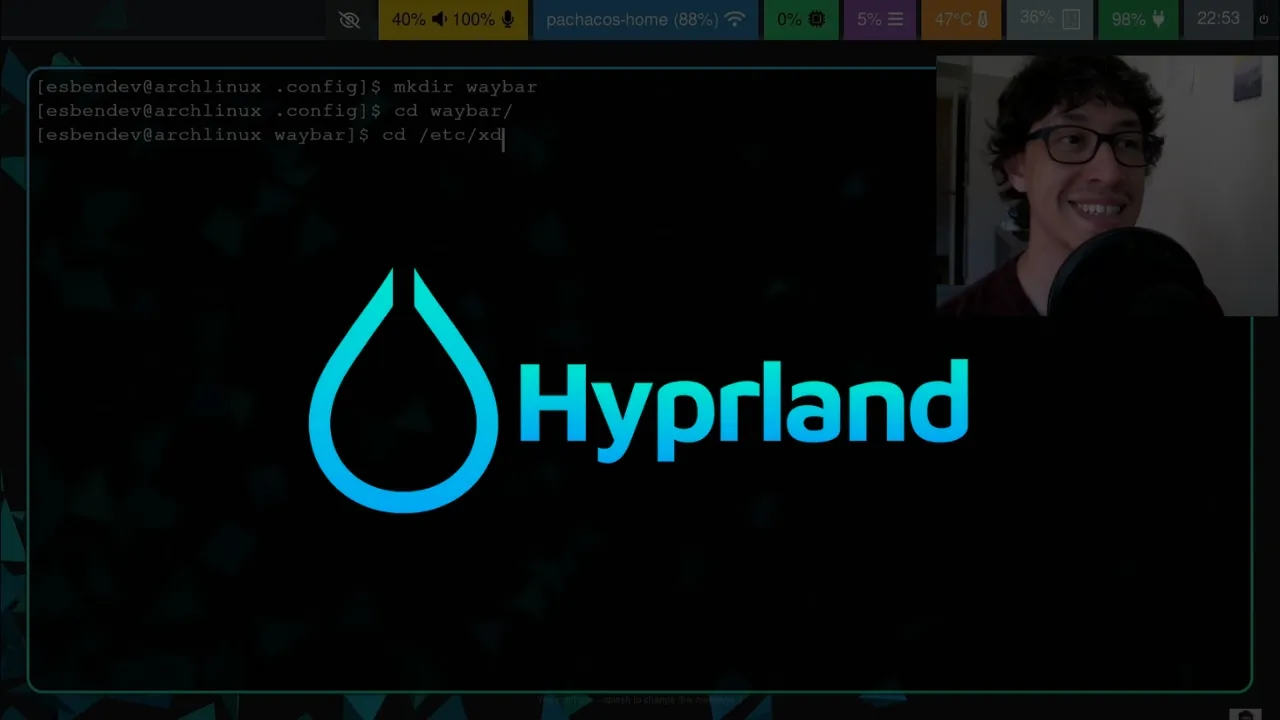 40% 100% pachacos-home (88%) 0% 5% 47°C 36% 98% 22:53
[esbendev@archlinux .config]$ mkdir waybar
[esbendev@archlinux .config]$ cd waybar/
[esbendev@archlinux waybar]$ cd /etc/xd
Hyprland